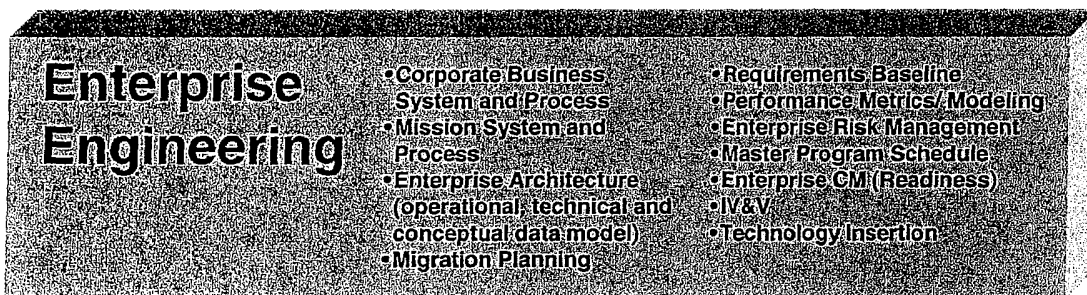 Enterprise
Engineering
•Corporate Business
System and Process
•Mission System and
Process
•Enterprise Architecture
(operational, technical and
conceptual data model)
•Migration Planning
•Requirements Baseline
•Performance Metrics/Modeling
•Enterprise Risk Management
•Master Program Schedule
•Enterprise CM (Readiness)
•IV&V
•Technology Insertion